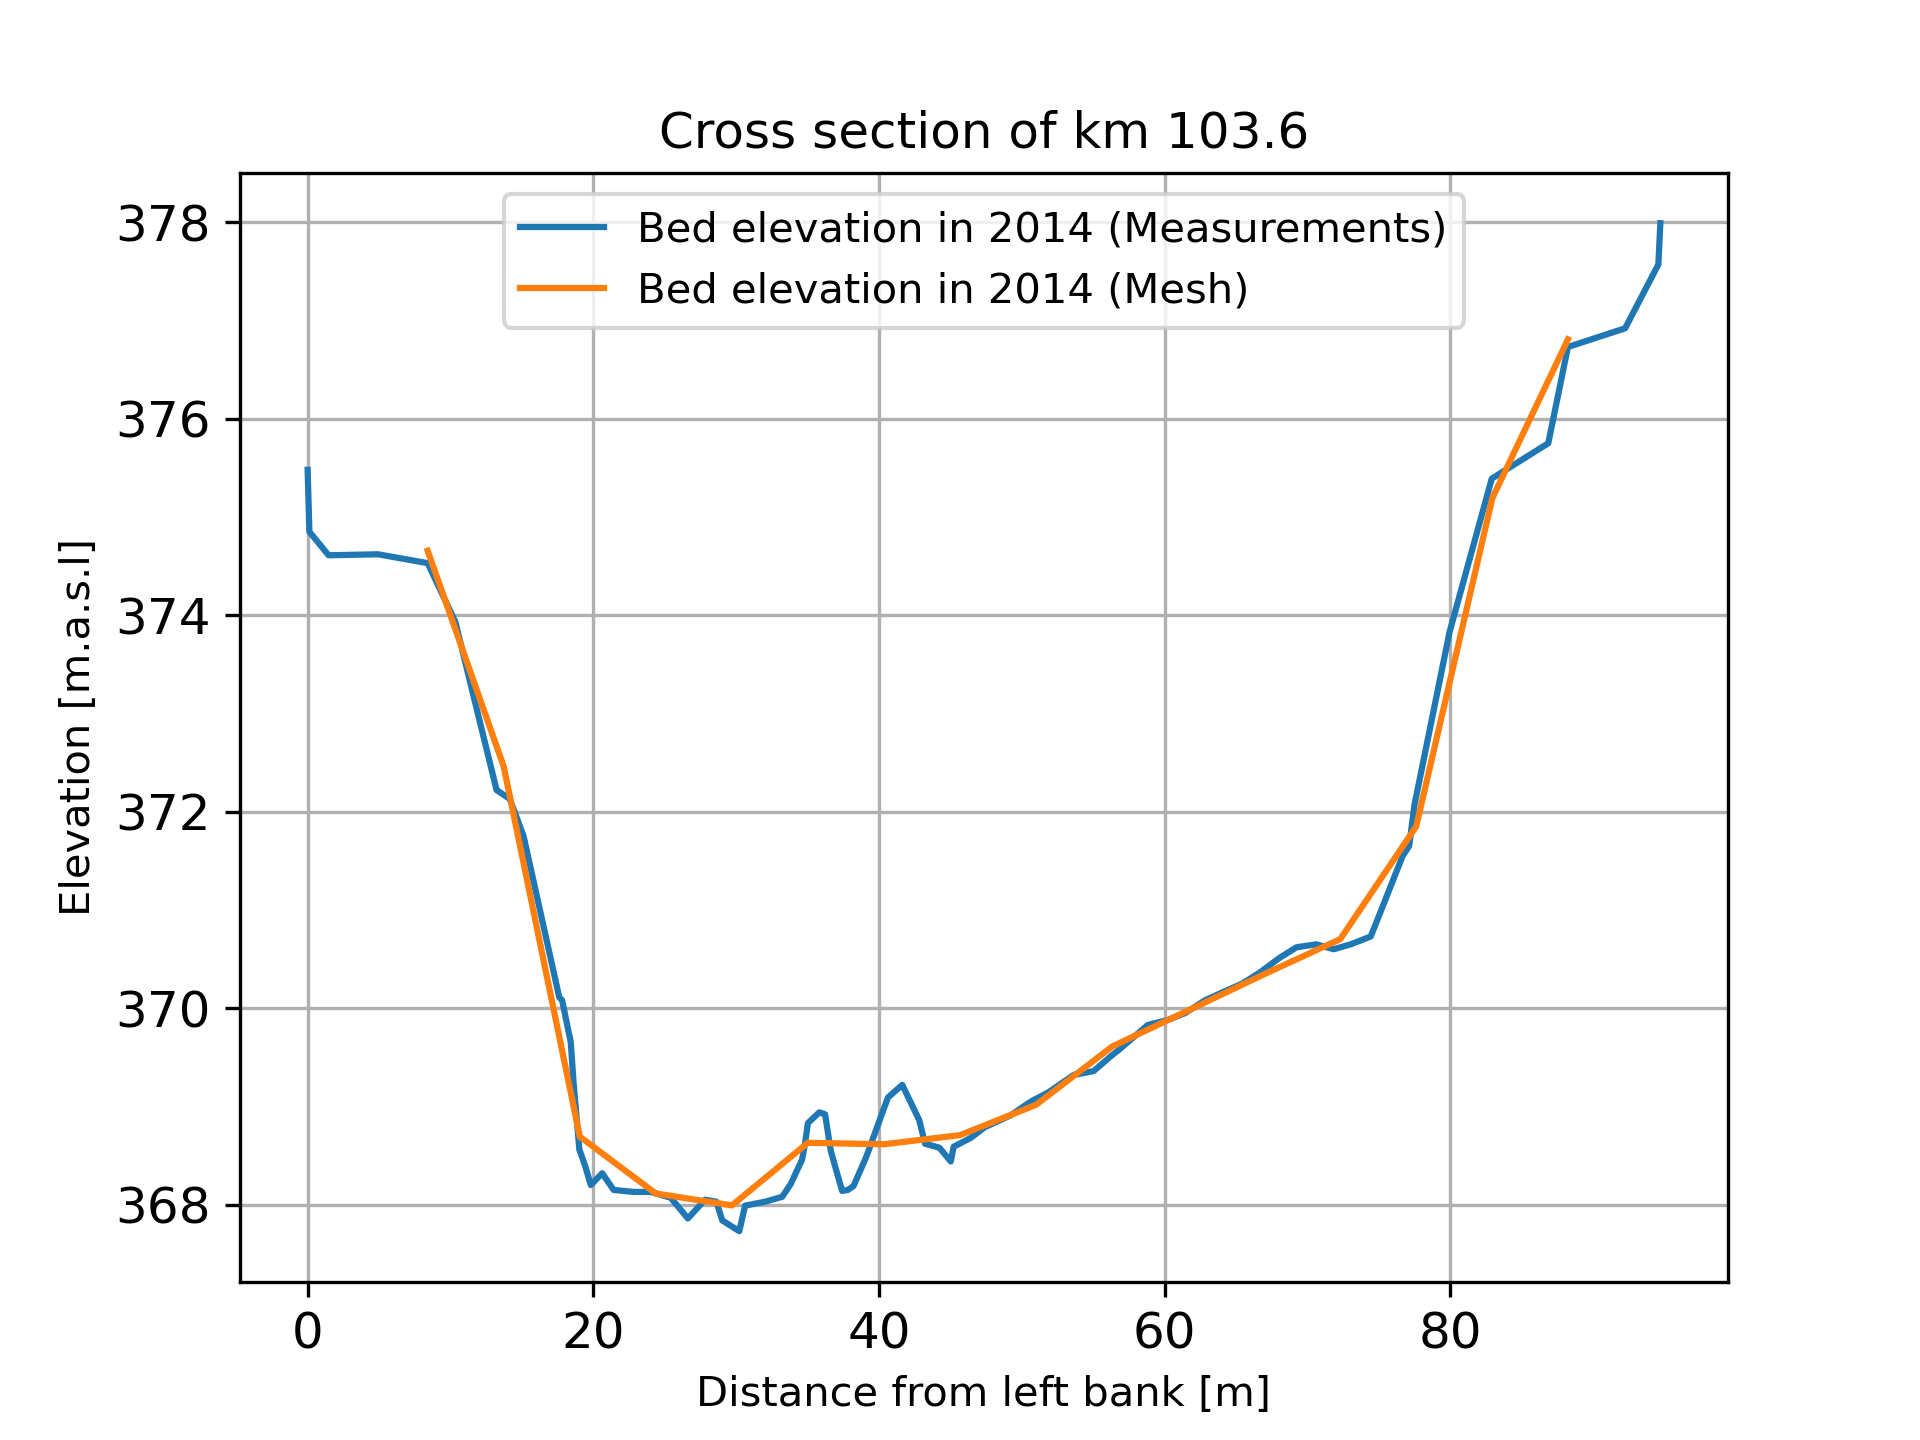 Cross section of km 103.6
Bed elevation in 2014 (Measurements)
Bed elevation in 2014 (Mesh)
Elevation [m.a.s.l]
378
376
374
372
370
368
0 20 40 60 80
Distance from left bank [m]